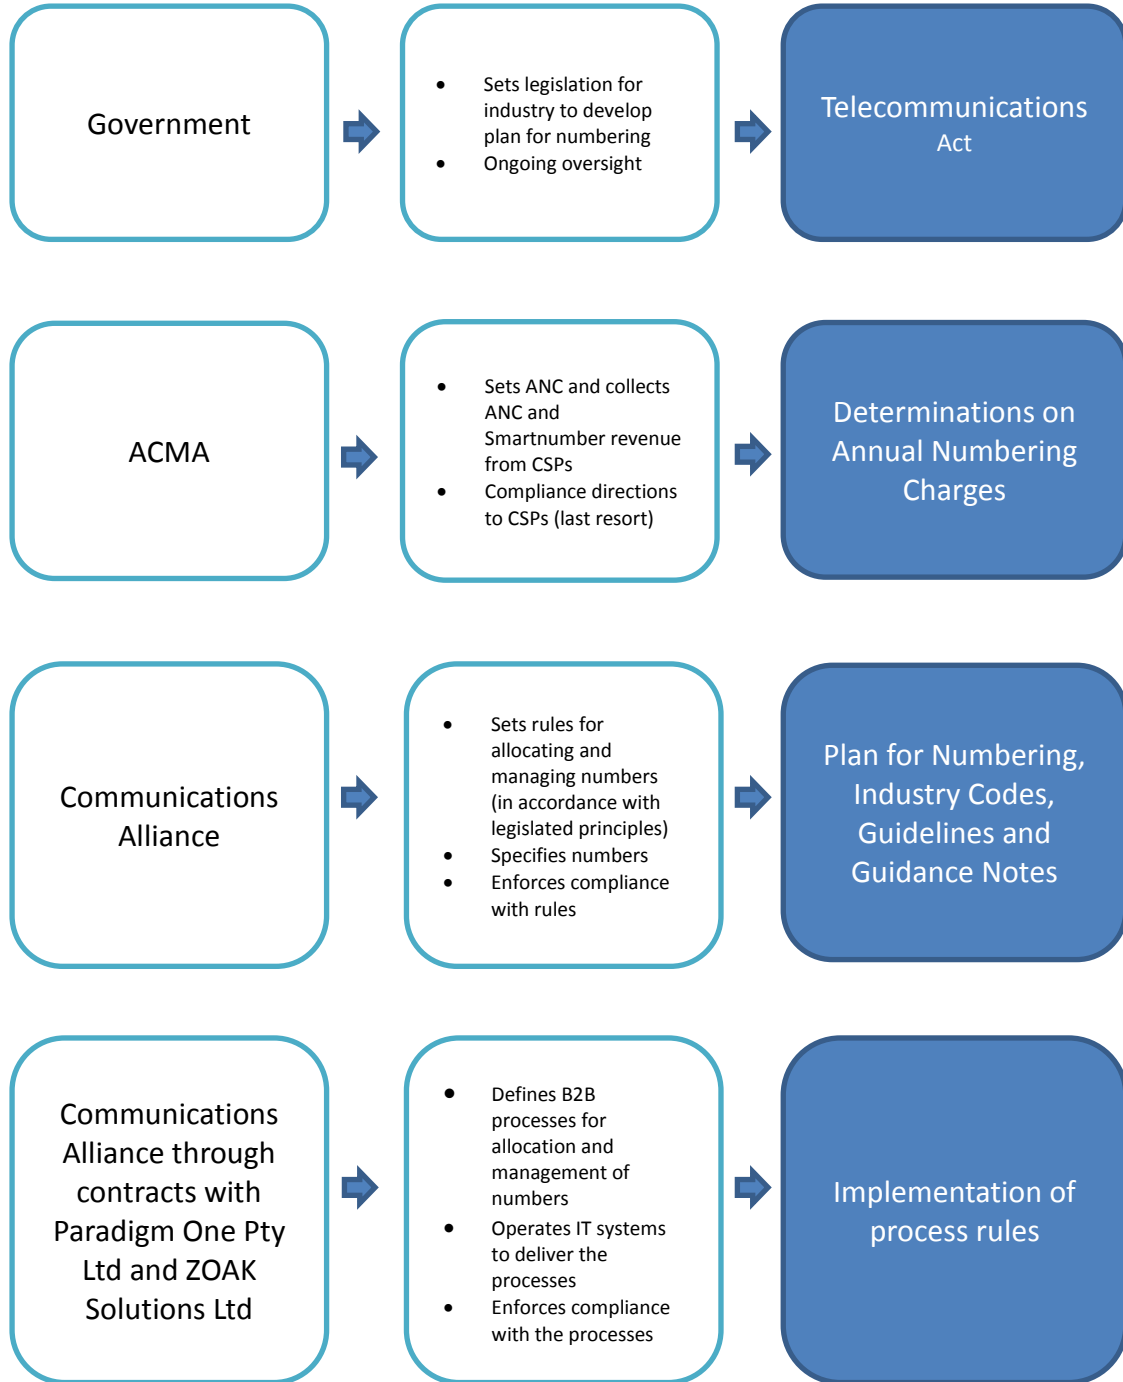 Government
• Sets legislation for
industry to develop
plan for numbering
• Ongoing oversight
Telecommunications
Act
ACMA
• Sets ANC and collects
ANC and
Smartnumber revenue
from CSPs
• Compliance directions
to CSPs (last resort)
Determinations on
Annual Numbering
Charges
Communications
Alliance
• Sets rules for
allocating and
managing numbers
(in accordance with
legislated principles)
• Specifies numbers
• Enforces compliance
with rules
Plan for Numbering,
Industry Codes,
Guidelines and
Guidance Notes
Communications
Alliance through
contracts with
Paradigm One Pty
Ltd and ZOAK
Solutions Ltd
• Defines B2B
processes for
allocation and
management of
numbers
• Operates IT systems
to deliver the
processes
• Enforces compliance
with the processes
Implementation of
process rules